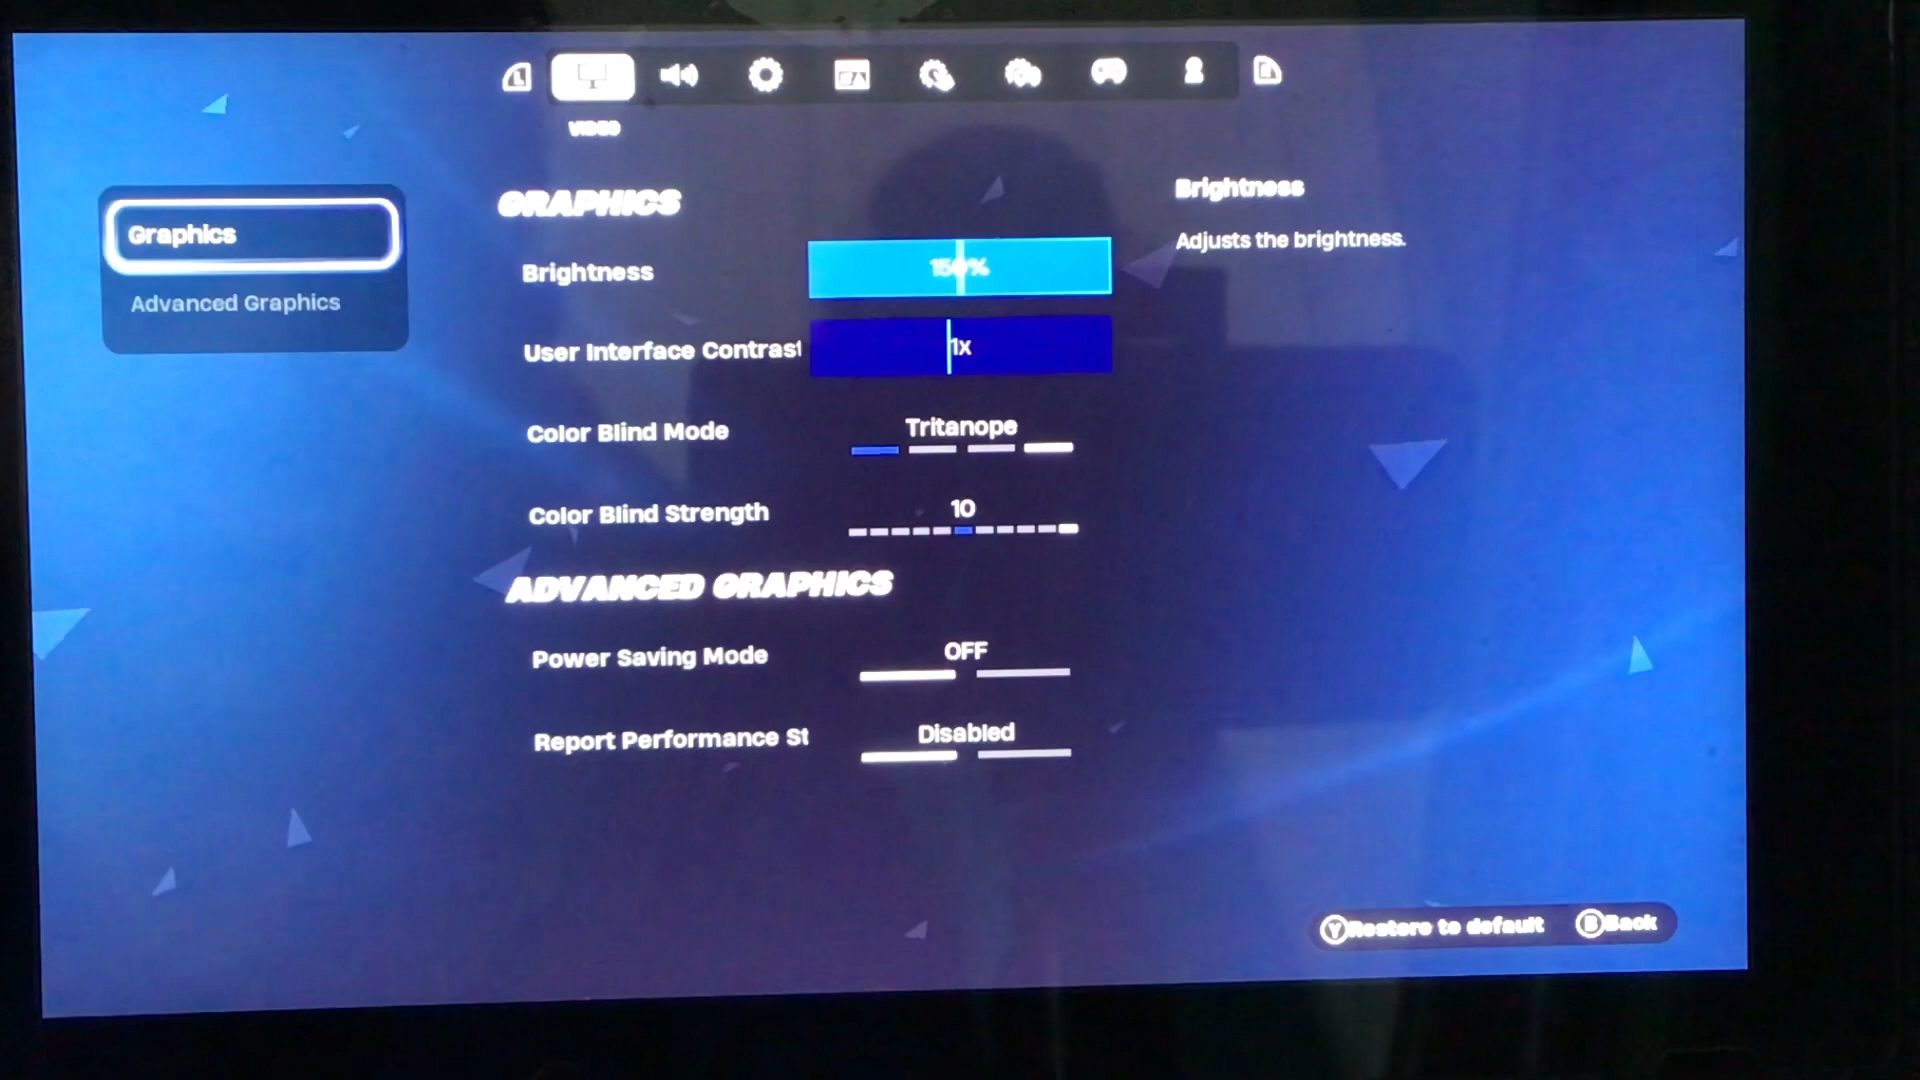 VIDEO
Graphics
Advanced Graphics
GRAPHICS
Brightness 150%
User Interface Contrast 1x
Color Blind Mode Tritanope
Color Blind Strength 10
ADVANCED GRAPHICS
Power Saving Mode OFF
Report Performance St Disabled
Brightness
Adjusts the brightness.
Y Restore to default B Back